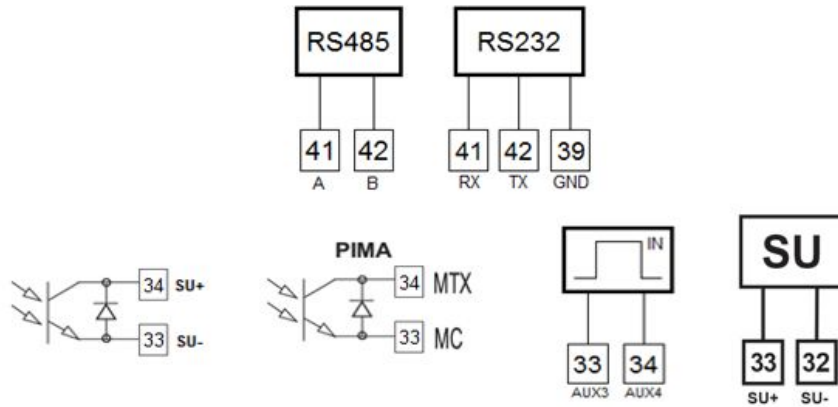 RS485 RS232
41 42 41 42 39
A B RX TX GND
34 SU+
33 SU-
PIMA
34 MTX
33 MC
IN
33 34
AUX3 AUX4
SU
33 32
SU+ SU-